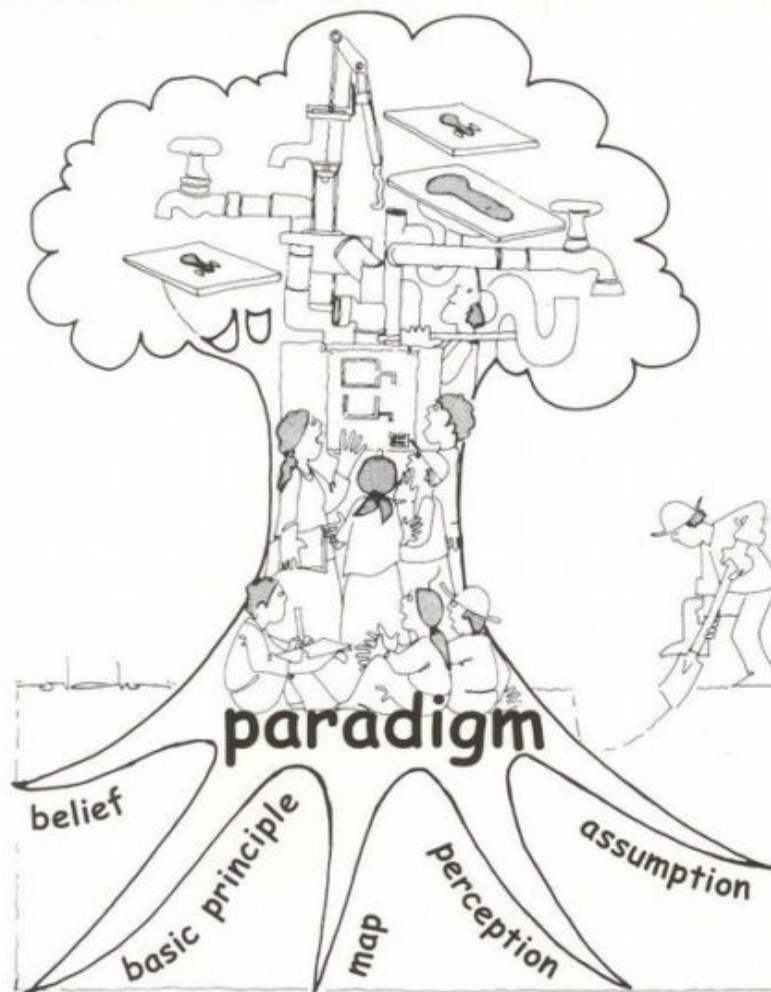 paradigm
belief
basic principle
map
perception
assumption